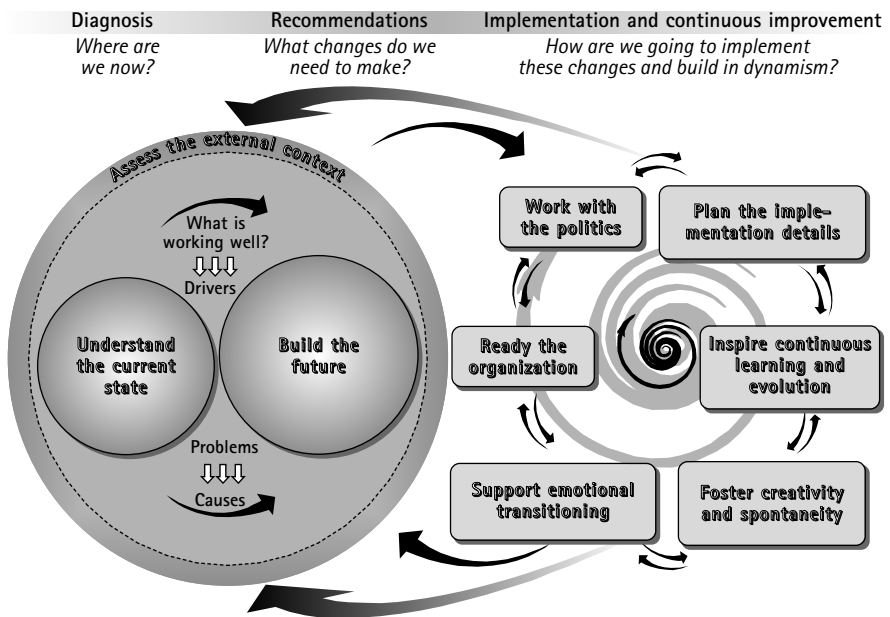 Diagnosis
Where are
we now?
Recommendations
What changes do we
need to make?
Implementation and continuous improvement
How are we going to implement
these changes and build in dynamism?
Assess the external context
What is
working well?
Drivers
Understand
the current
state
Build the
future
Problems
Causes
Work with
the politics
Plan the imple-
mentation details
Ready the
organization
Inspire continuous
learning and
evolution
Support emotional
transitioning
Foster creativity
and spontaneity